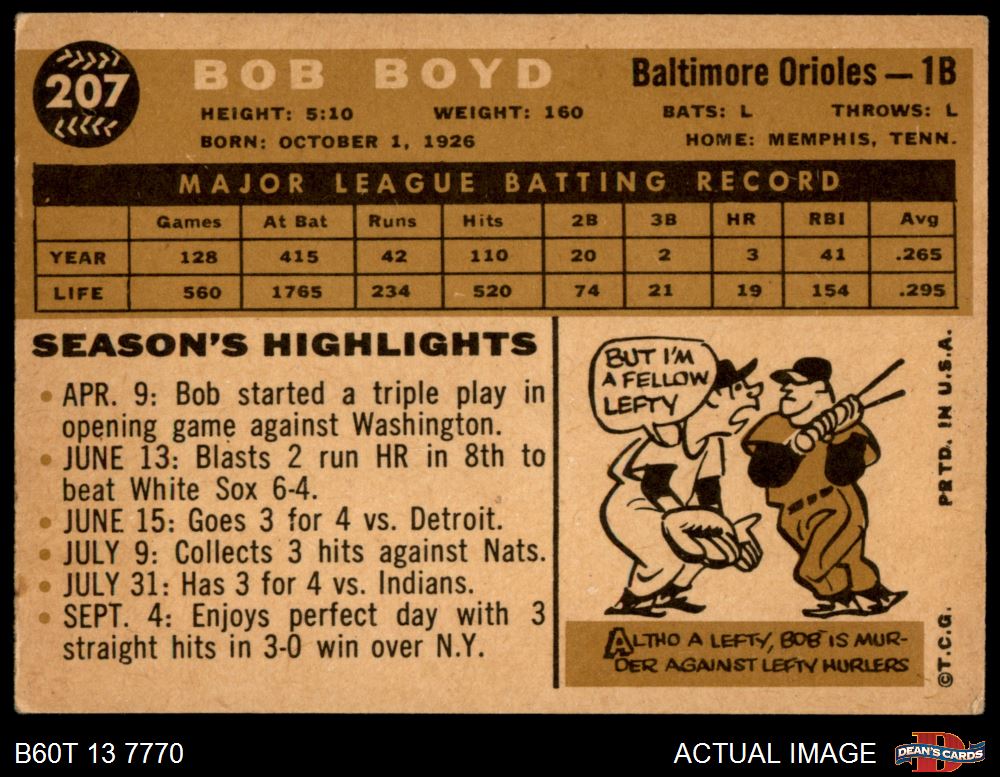 207
BOB BOYD
Baltimore Orioles — 1B
HEIGHT: 5:10 WEIGHT: 160 BATS: L THROWS: L
BORN: OCTOBER 1, 1926 HOME: MEMPHIS, TENN.
MAJOR LEAGUE BATTING RECORD
Games At Bat Runs Hits 2B 3B HR RBI Avg
YEAR 128 415 42 110 20 2 3 41 .265
LIFE 560 1765 234 520 74 21 19 154 .295
SEASON'S HIGHLIGHTS
• APR. 9: Bob started a triple play in
opening game against Washington.
• JUNE 13: Blasts 2 run HR in 8th to
beat White Sox 6-4.
• JUNE 15: Goes 3 for 4 vs. Detroit.
• JULY 9: Collects 3 hits against Nats.
• JULY 31: Has 3 for 4 vs. Indians.
• SEPT. 4: Enjoys perfect day with 3
straight hits in 3-0 win over N.Y.
BUT I'M
A FELLOW
LEFTY
ALTHO A LEFTY, BOB IS MUR-
DER AGAINST LEFTY HURLERS
©T.C.G. PRTD. IN U.S.A.
B60T 13 7770
ACTUAL IMAGE
DEAN'S CARDS